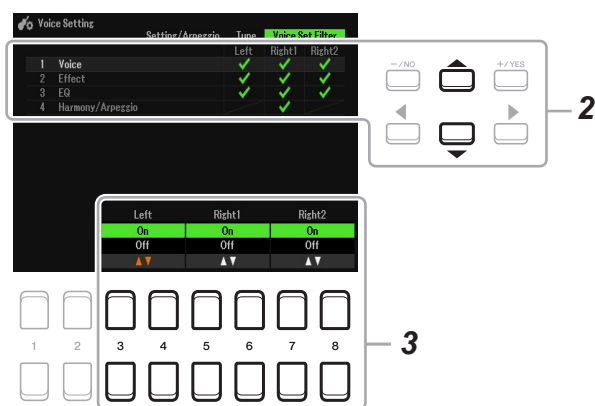 Voice Setting
Setting/Arpeggio Type Voice Set Filter
Left Right1 Right2
1 Voice
2 Effect
3 EQ
4 Harmony/Arpeggio
−/NO +/YES
2
Left Right1 Right2
On On On
Off Off Off
1 2 3 4 5 6 7 8
3